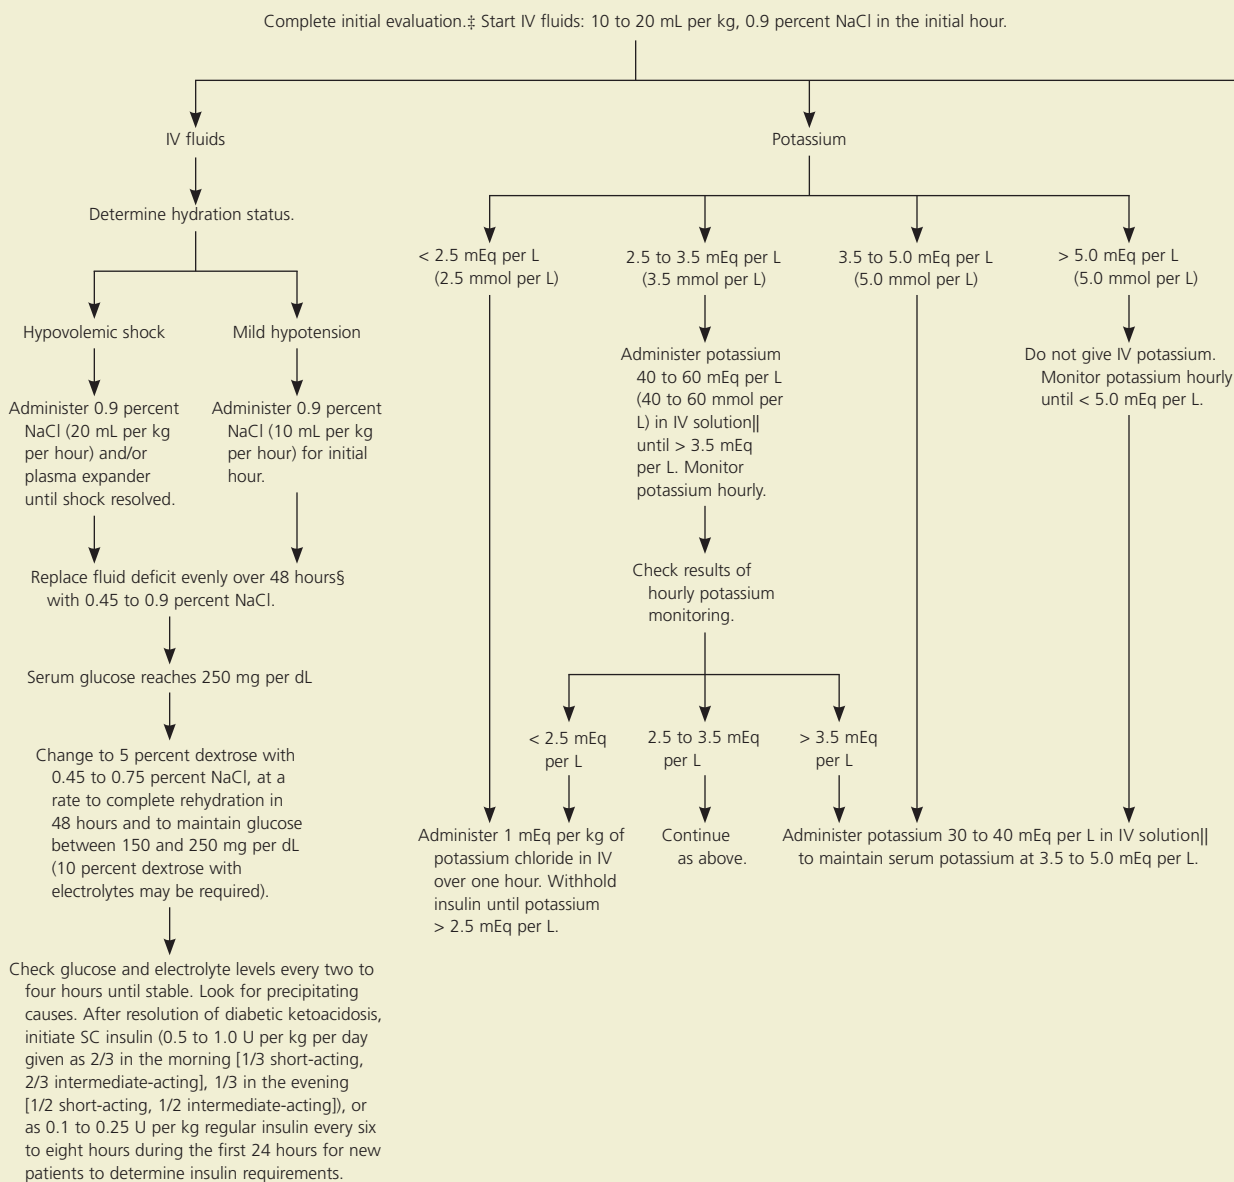 Complete initial evaluation.‡ Start IV fluids: 10 to 20 mL per kg, 0.9 percent NaCl in the initial hour.
IV fluids
Determine hydration status.
Hypovolemic shock
Administer 0.9 percent
NaCl (20 mL per kg
per hour) and/or
plasma expander
until shock resolved.
Mild hypotension
Administer 0.9 percent
NaCl (10 mL per kg
per hour) for initial
hour.
Replace fluid deficit evenly over 48 hours§
with 0.45 to 0.9 percent NaCl.
Serum glucose reaches 250 mg per dL
Change to 5 percent dextrose with
0.45 to 0.75 percent NaCl, at a
rate to complete rehydration in
48 hours and to maintain glucose
between 150 and 250 mg per dL
(10 percent dextrose with
electrolytes may be required).
Check glucose and electrolyte levels every two to
four hours until stable. Look for precipitating
causes. After resolution of diabetic ketoacidosis,
initiate SC insulin (0.5 to 1.0 U per kg per day
given as 2/3 in the morning [1/3 short-acting,
2/3 intermediate-acting], 1/3 in the evening
[1/2 short-acting, 1/2 intermediate-acting]), or
as 0.1 to 0.25 U per kg regular insulin every six
to eight hours during the first 24 hours for new
patients to determine insulin requirements.
Potassium
< 2.5 mEq per L
(2.5 mmol per L)
2.5 to 3.5 mEq per L
(3.5 mmol per L)
Administer potassium
40 to 60 mEq per L
(40 to 60 mmol per
L) in IV solution||
until > 3.5 mEq
per L. Monitor
potassium hourly.
Check results of
hourly potassium
monitoring.
< 2.5 mEq
per L
2.5 to 3.5 mEq
per L
> 3.5 mEq
per L
Administer 1 mEq per kg of
potassium chloride in IV
over one hour. Withhold
insulin until potassium
> 2.5 mEq per L.
Continue
as above.
3.5 to 5.0 mEq per L
(5.0 mmol per L)
Administer potassium 30 to 40 mEq per L in IV solution||
to maintain serum potassium at 3.5 to 5.0 mEq per L.
> 5.0 mEq per L
(5.0 mmol per L)
Do not give IV potassium.
Monitor potassium hourly
until < 5.0 mEq per L.